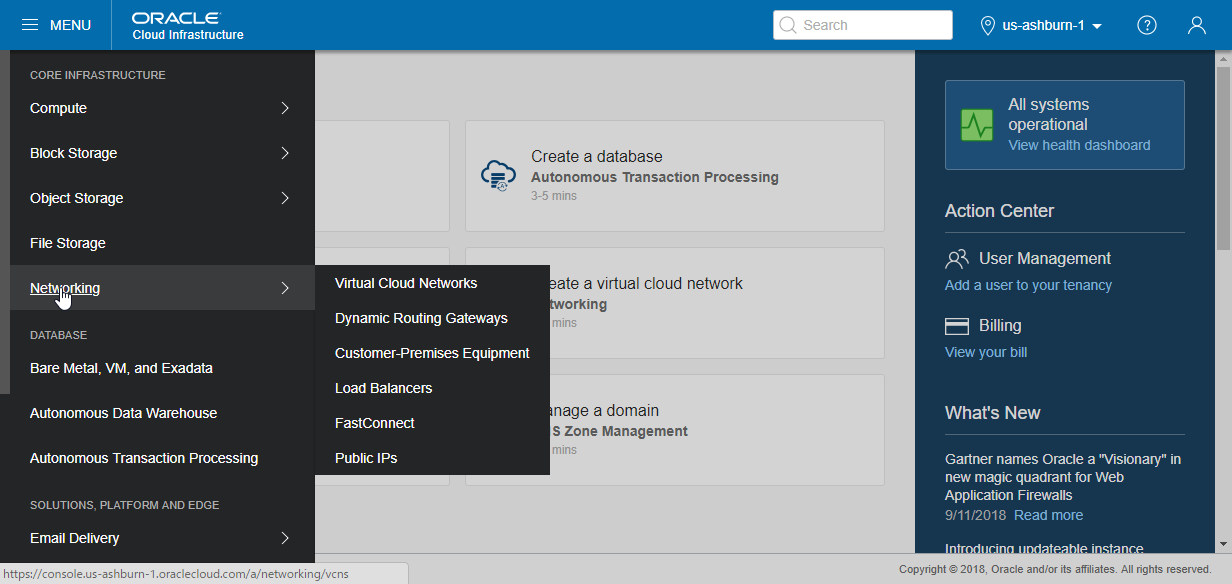 MENU
ORACLE
Cloud Infrastructure
Search
us-ashburn-1
?
CORE INFRASTRUCTURE
Compute
Block Storage
Object Storage
File Storage
Networking
DATABASE
Bare Metal, VM, and Exadata
Autonomous Data Warehouse
Autonomous Transaction Processing
SOLUTIONS, PLATFORM AND EDGE
Email Delivery
Virtual Cloud Networks
Dynamic Routing Gateways
Customer-Premises Equipment
Load Balancers
FastConnect
Public IPs
Create a database
Autonomous Transaction Processing
3-5 mins
eate a virtual cloud network
tworking
mins
anage a domain
S Zone Management
mins
All systems
operational
View health dashboard
Action Center
User Management
Add a user to your tenancy
Billing
View your bill
What's New
Gartner names Oracle a "Visionary" in
new magic quadrant for Web
Application Firewalls
9/11/2018 Read more
Introducing updateable instance
https://console.us-ashburn-1.oraclecloud.com/a/networking/vcns
Copyright © 2018, Oracle and/or its affiliates. All rights reserved.